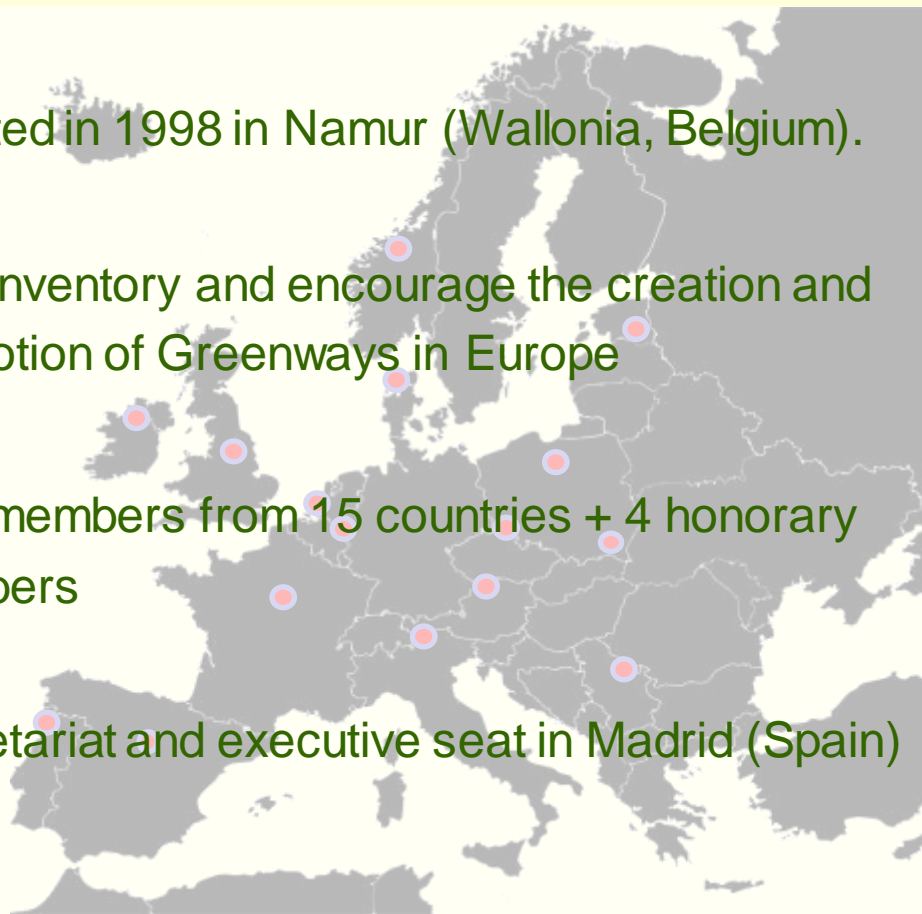 ted in 1998 in Namur (Wallonia, Belgium).
inventory and encourage the creation and
otion of Greenways in Europe
members from 15 countries + 4 honorary
bers
etariat and executive seat in Madrid (Spain)